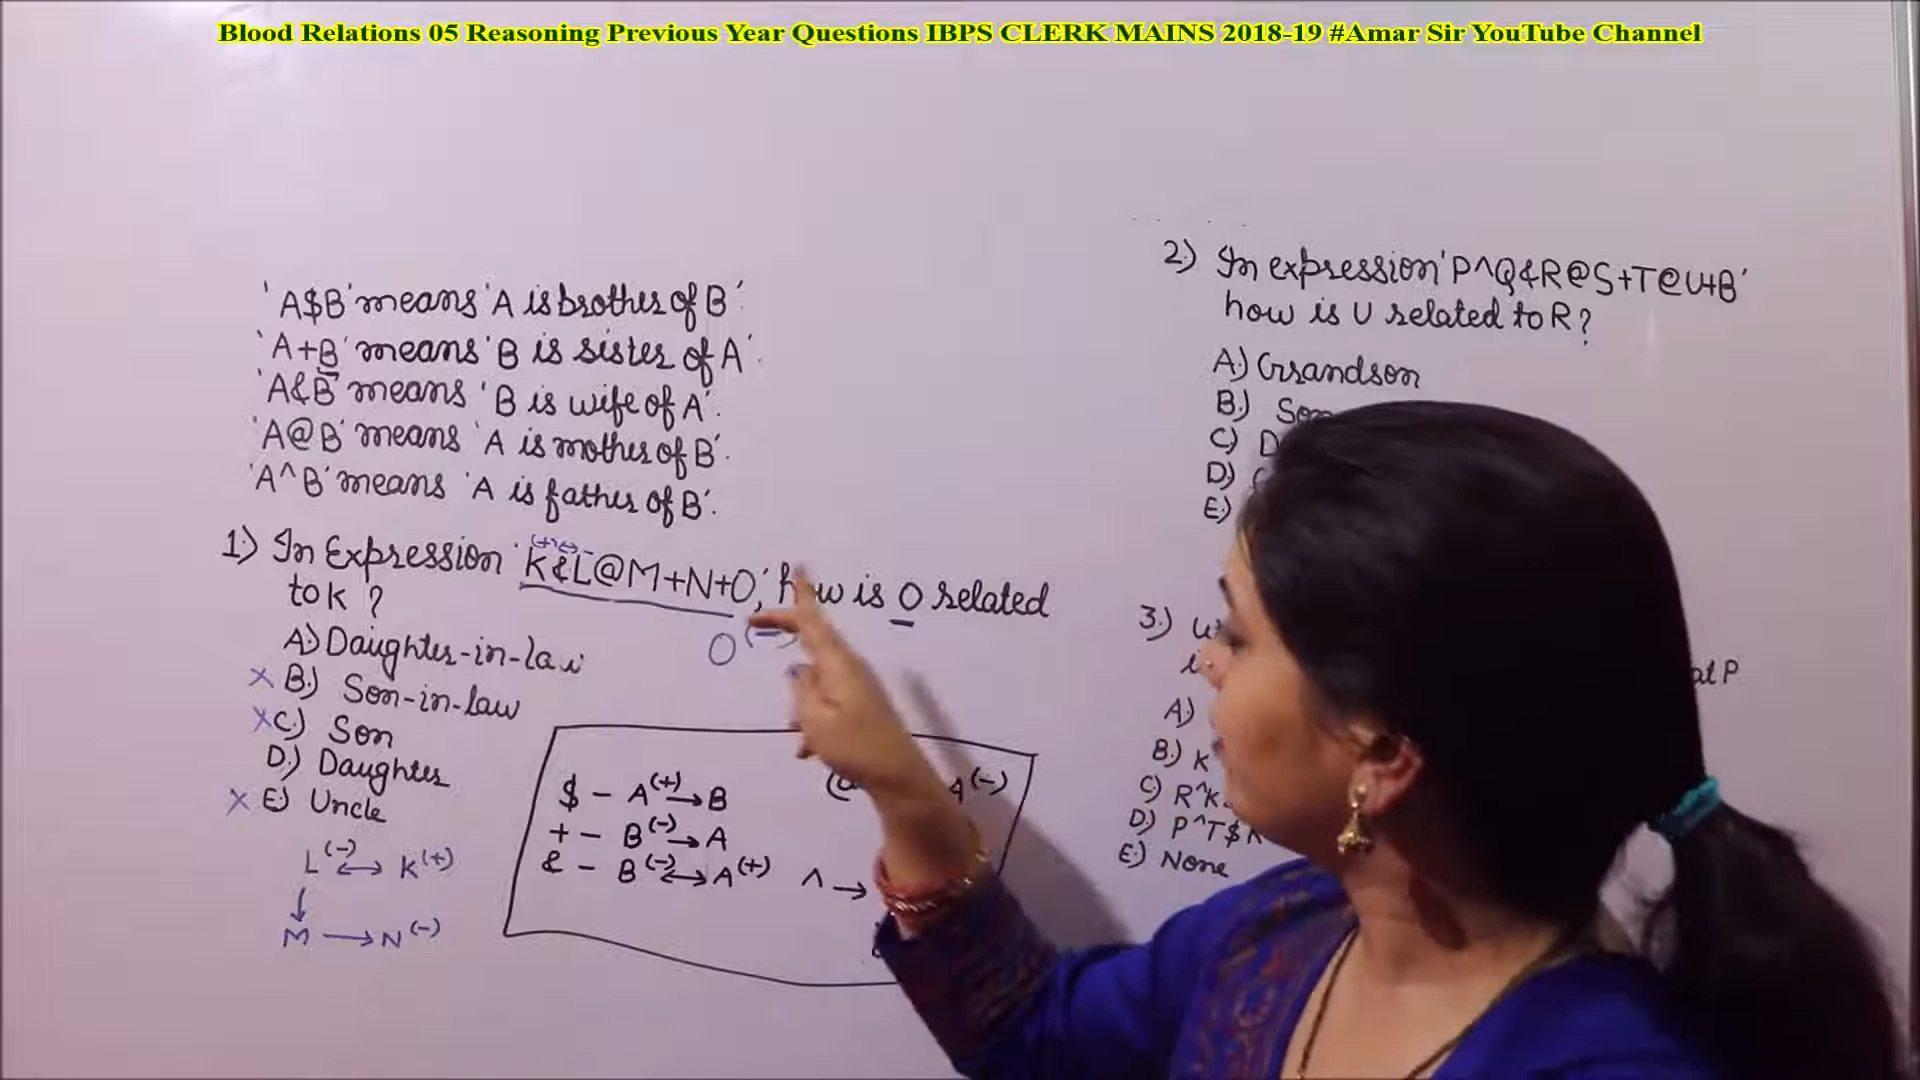 Blood Relations 05 Reasoning Previous Year Questions IBPS CLERK MAINS 2018-19 #Amar Sir YouTube Channel
'A$B' means 'A is brother of B'.
'A+B' means 'B is sister of A'.
'A&B' means 'B is wife of A'.
'A@B' means 'A is mother of B'.
'A^B' means 'A is father of B'.
1.) In Expression 'K&L@M+N+O', how is O related
to K ?
A.) Daughter-in-law
X B.) Son-in-law
X C.) Son
D.) Daughter
X E.) Uncle
(+) ↔ -
O (-)
L(-) ↔ K(+)
↓
M → N(-)
$ - A(+) → B
+ - B(-) → A
& - B(-) ↔ A(+)
A(-)
^ →
2.) In expression 'P^Q&R@S+T@U+B'
how is U related to R ?
A.) Grandson
B.)
C.)
D.)
E.)
3.)
at P
A.)
B.) K
C.) R^K
D.) P^T$K
E.) None